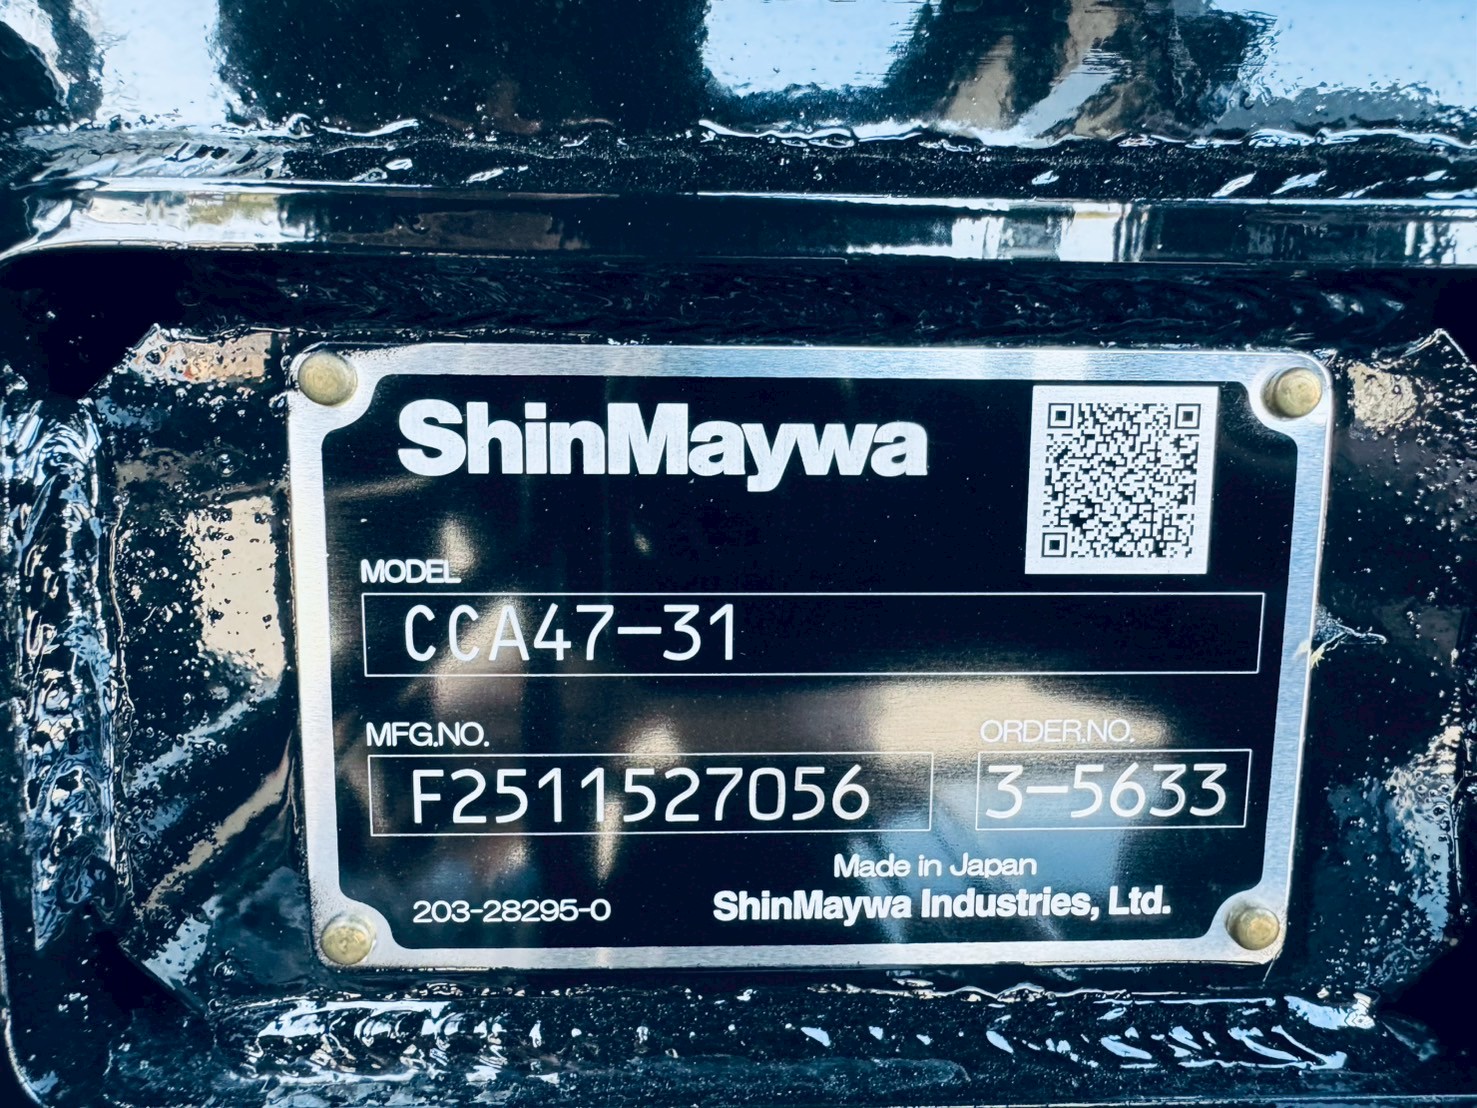 ShinMaywa
MODEL
CCA47-31
MFG.NO.
ORDER.NO.
F2511527056
3-5633
Made in Japan
203-28295-0
ShinMaywa Industries, Ltd.